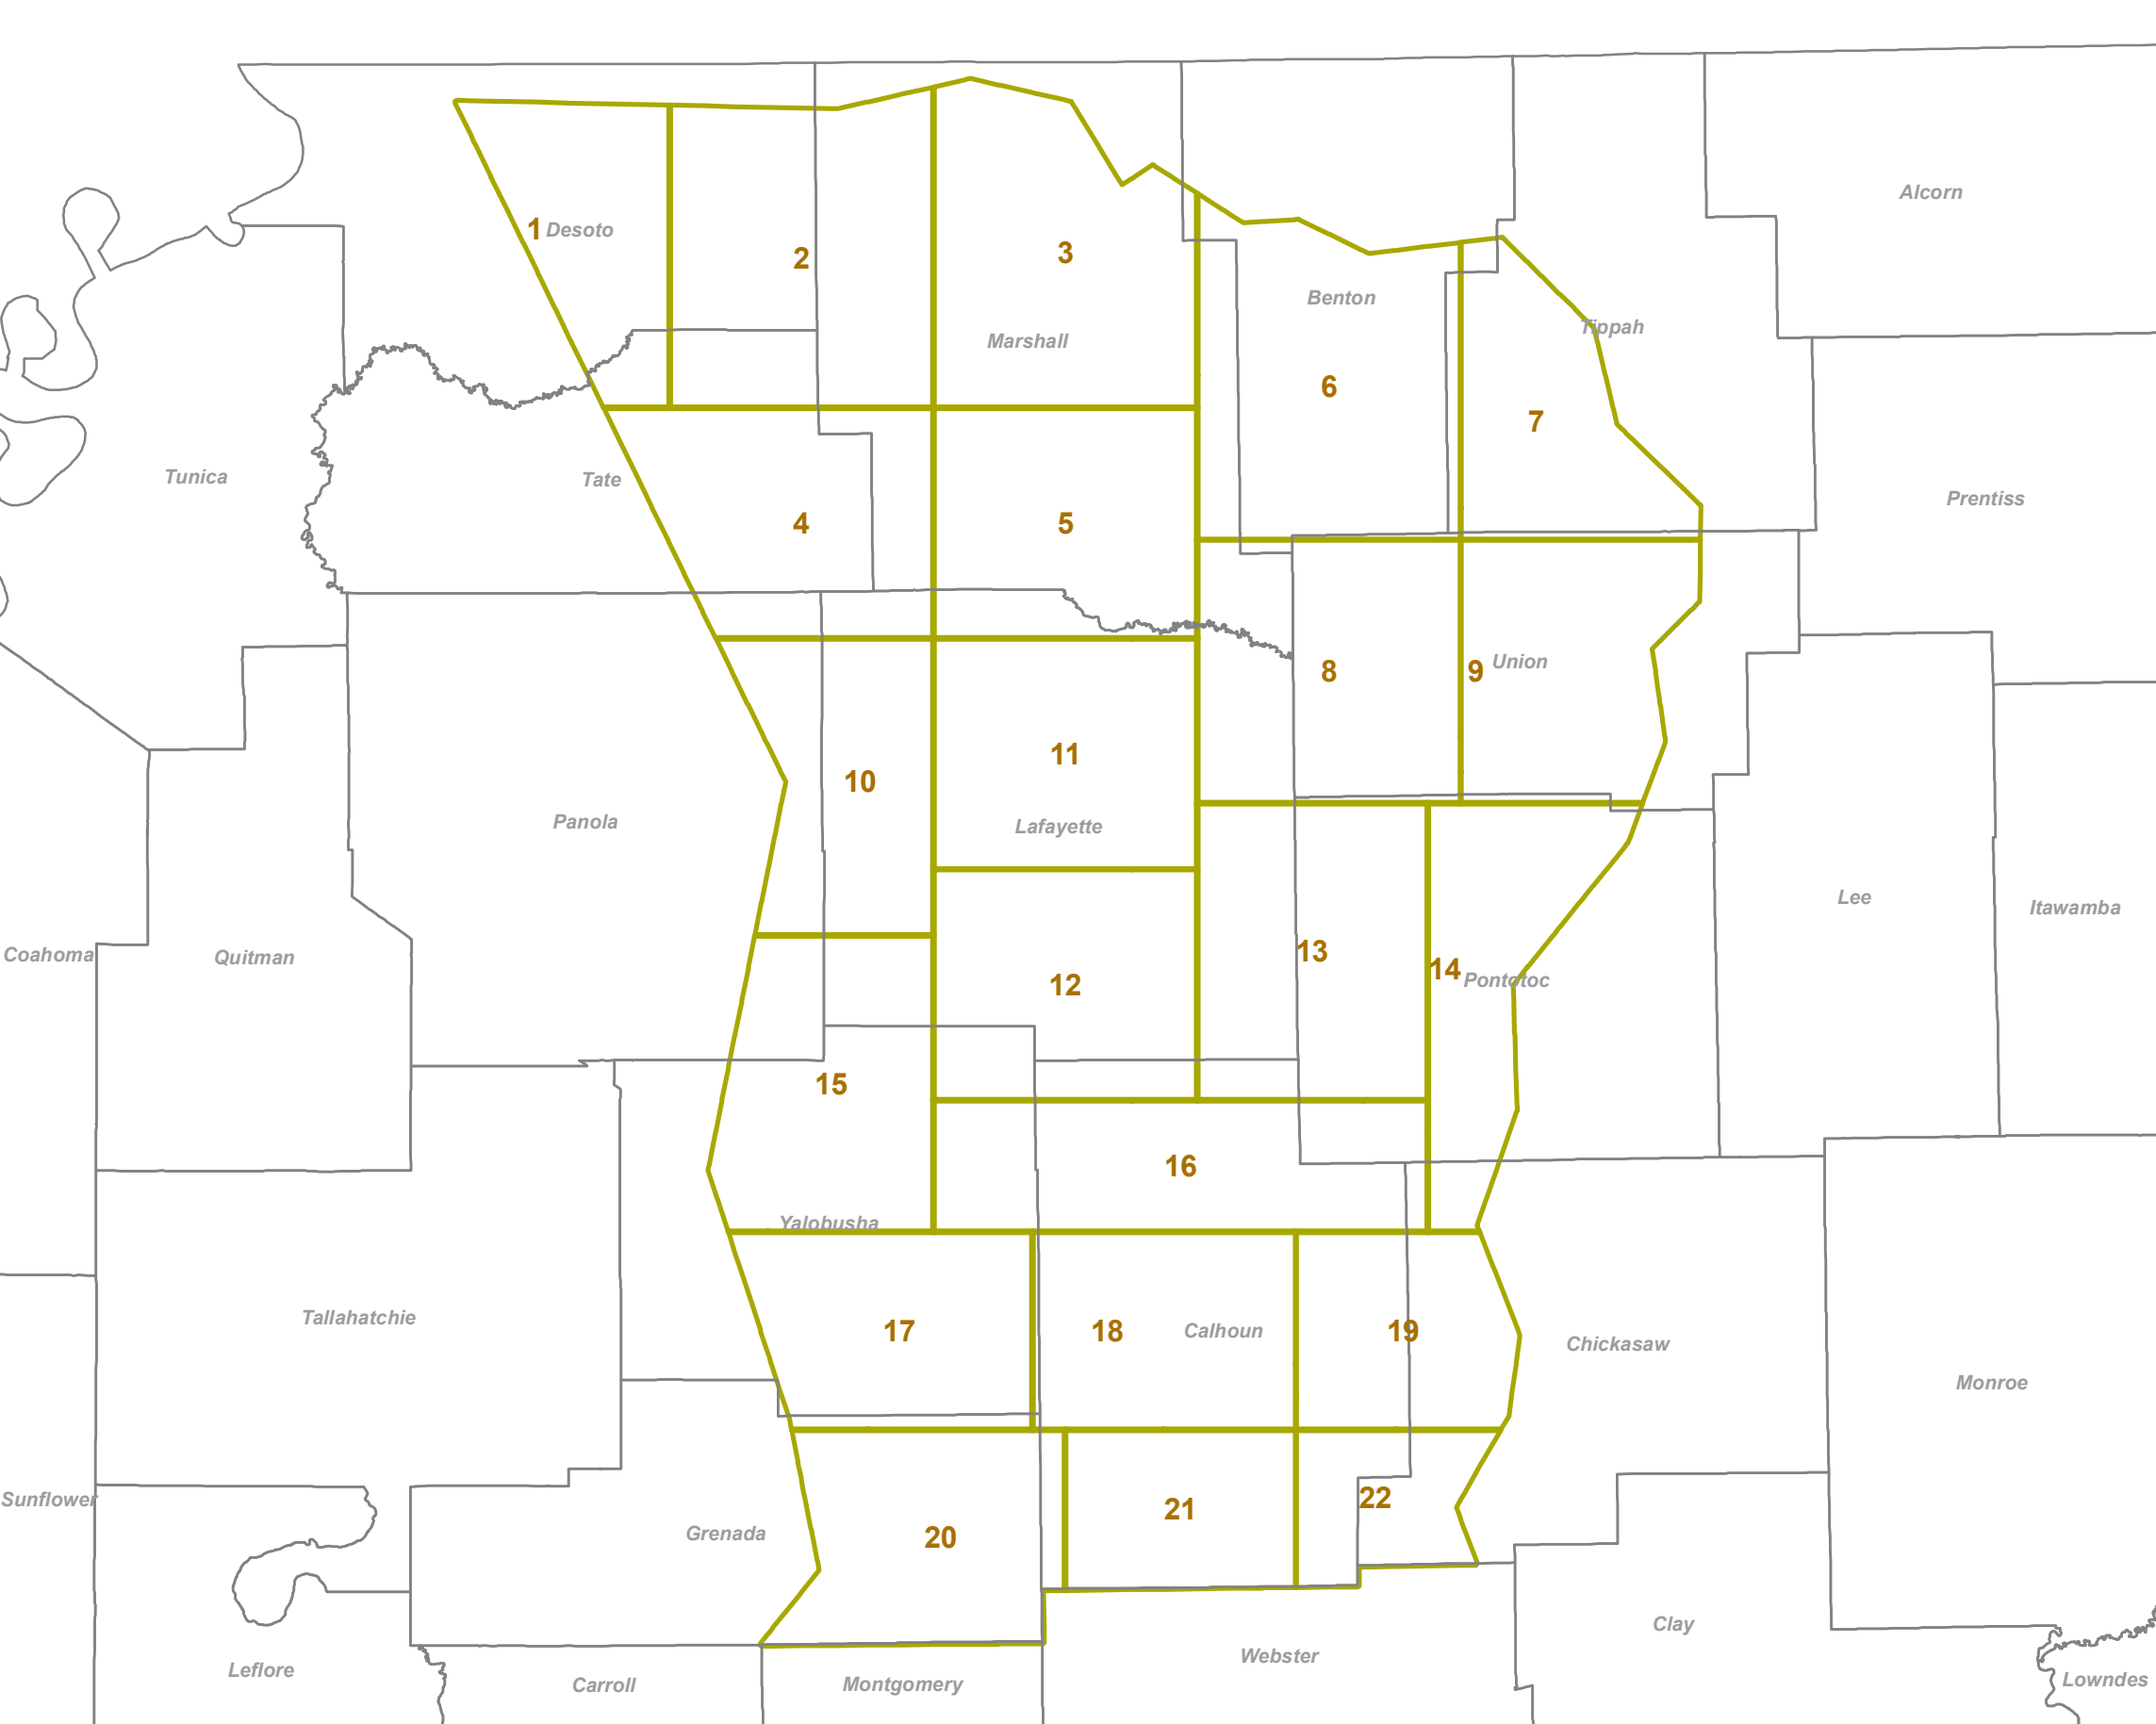 Alcorn
1 Desoto
3
2
Benton
Tippah
Marshall
6
7
Tunica
Tate
Prentiss
4
5
8
9 Union
11
10
Panola
Lafayette
Lee
Itawamba
Coahoma
Quitman
13
14
Pontotoc
12
15
16
Yalobusha
Tallahatchie
17
18
Calhoun
19
Chickasaw
Monroe
Sunflower
22
21
Grenada
20
Clay
Webster
Leflore
Carroll
Montgomery
Lowndes